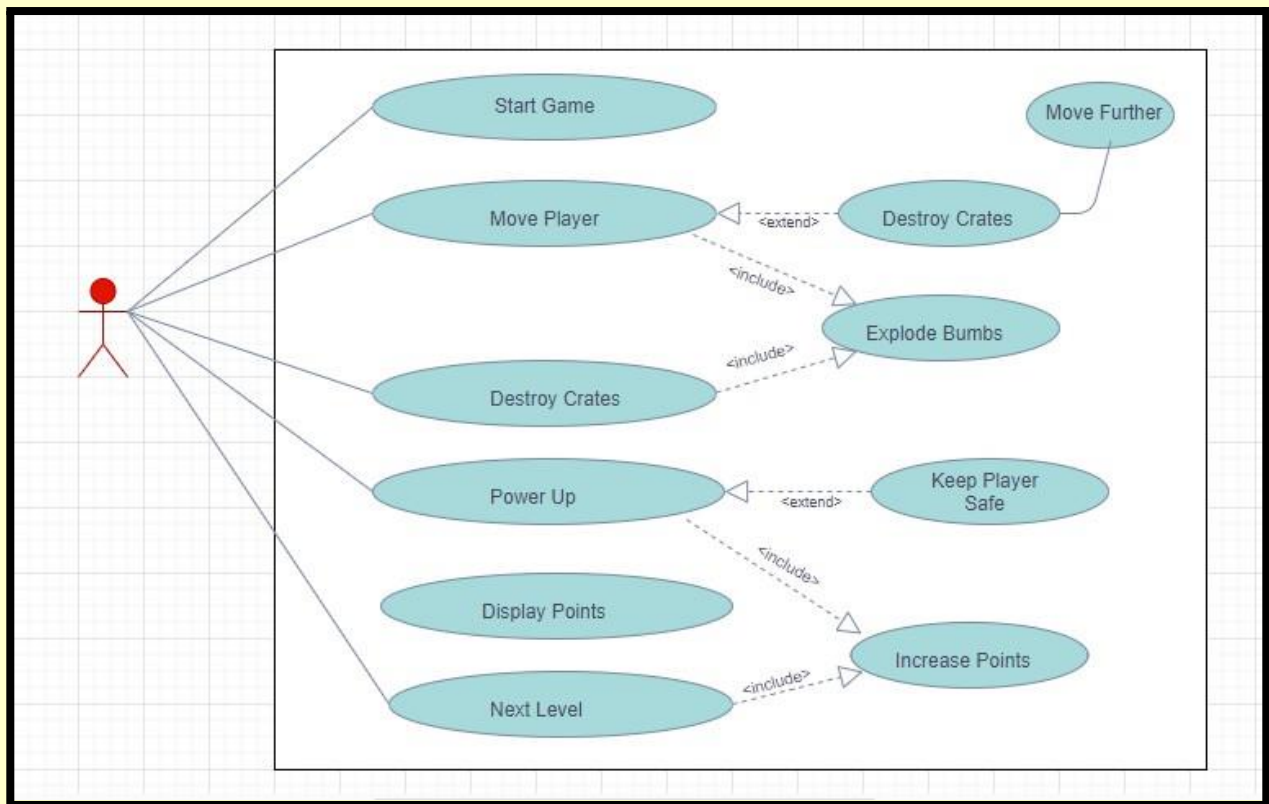 Start Game
Move Further
Move Player
<extend>
Destroy Crates
<include>
Explode Bumbs
<include>
Destroy Crates
Power Up
<extend>
Keep Player
Safe
<include>
Display Points
Increase Points
<include>
Next Level